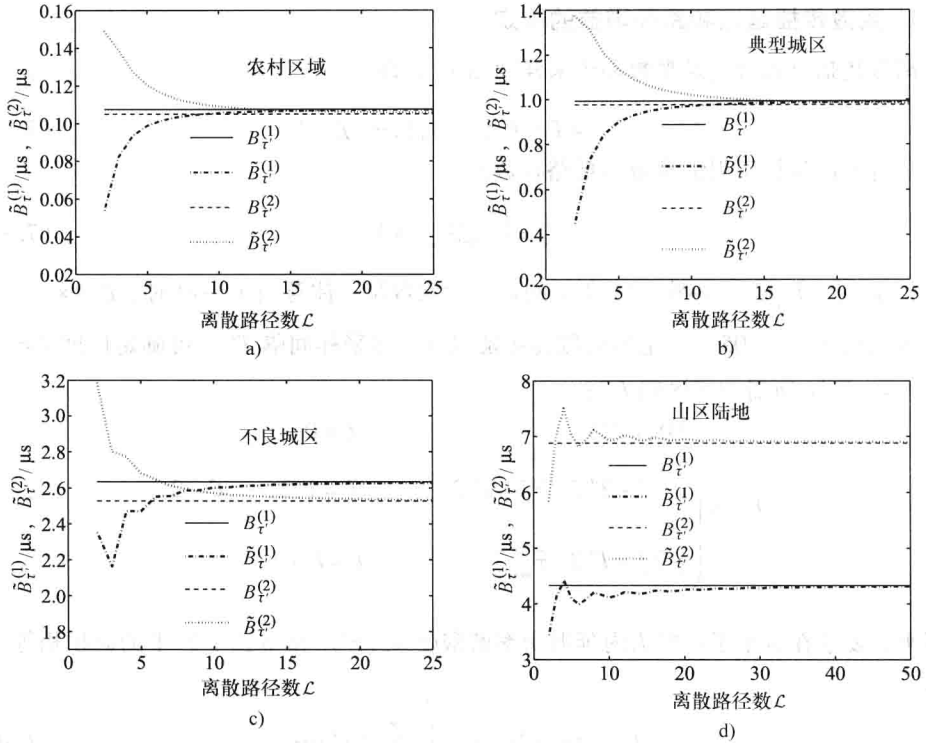 a)
农村区域
B̃τ'(1)/μs , B̃τ'(2)/μs
0.16
0.14
0.12
0.10
0.08
0.06
0.04
0.02
Bτ'(1)
B̃τ'(1)
Bτ'(2)
B̃τ'(2)
0 5 10 15 20 25
离散路径数ℒ
a)
典型城区
B̃τ'(1)/μs , B̃τ'(2)/μs
1.4
1.2
1.0
0.8
0.6
0.4
0.2
Bτ'(1)
B̃τ'(1)
Bτ'(2)
B̃τ'(2)
0 5 10 15 20 25
离散路径数ℒ
b)
不良城区
B̃τ'(1)/μs , B̃τ'(2)/μs
3.2
3.0
2.8
2.6
2.4
2.2
2.0
1.8
Bτ'(1)
B̃τ'(1)
Bτ'(2)
B̃τ'(2)
0 5 10 15 20 25
离散路径数ℒ
c)
山区陆地
B̃τ'(1)/μs , B̃τ'(2)/μs
8
7
6
5
4
3
Bτ'(1)
B̃τ'(1)
Bτ'(2)
B̃τ'(2)
0 10 20 30 40 50
离散路径数ℒ
d)